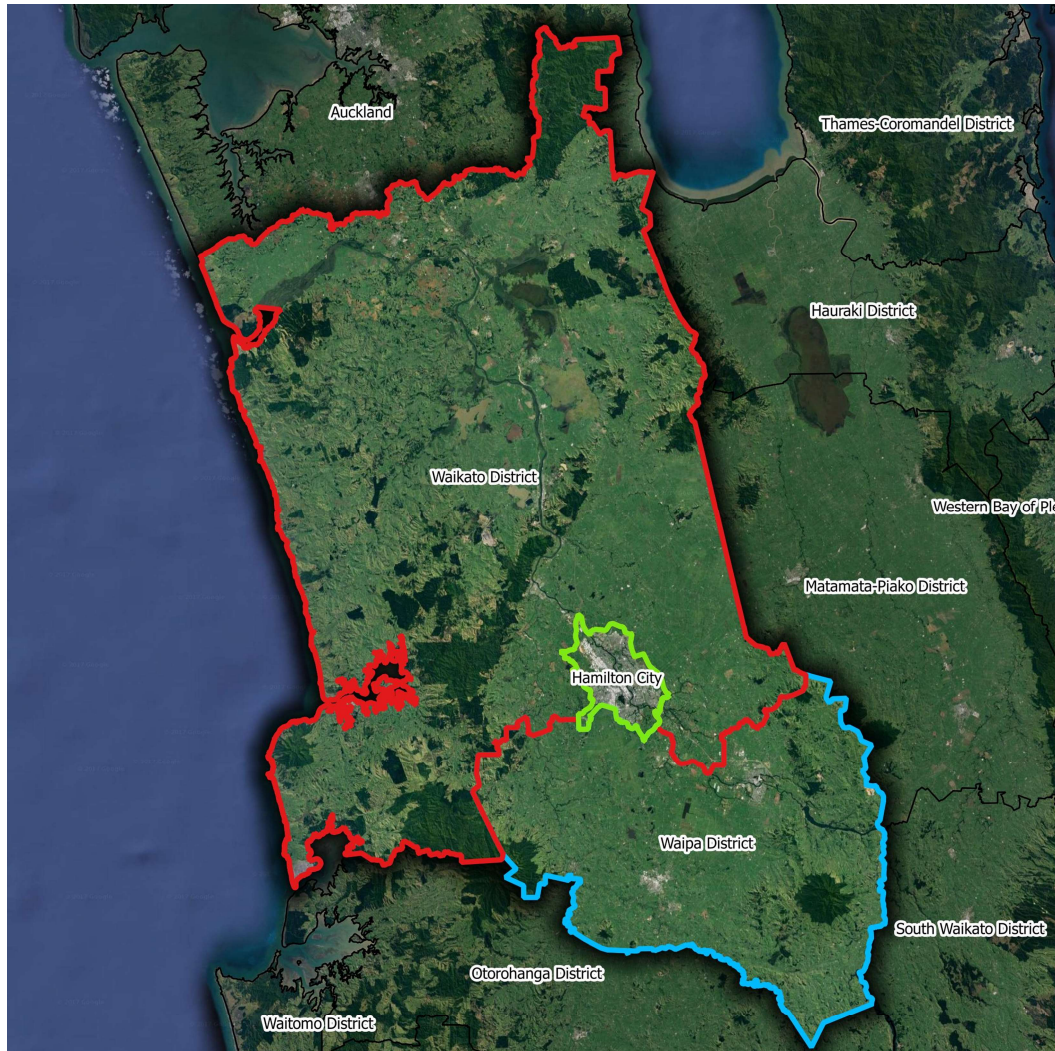 Auckland
Thames-Coromandel District
Hauraki District
Waikato District
Western Bay of Ple
Matamata-Piako District
Hamilton City
Waipa District
South Waikato District
Otorohanga District
Waitomo District